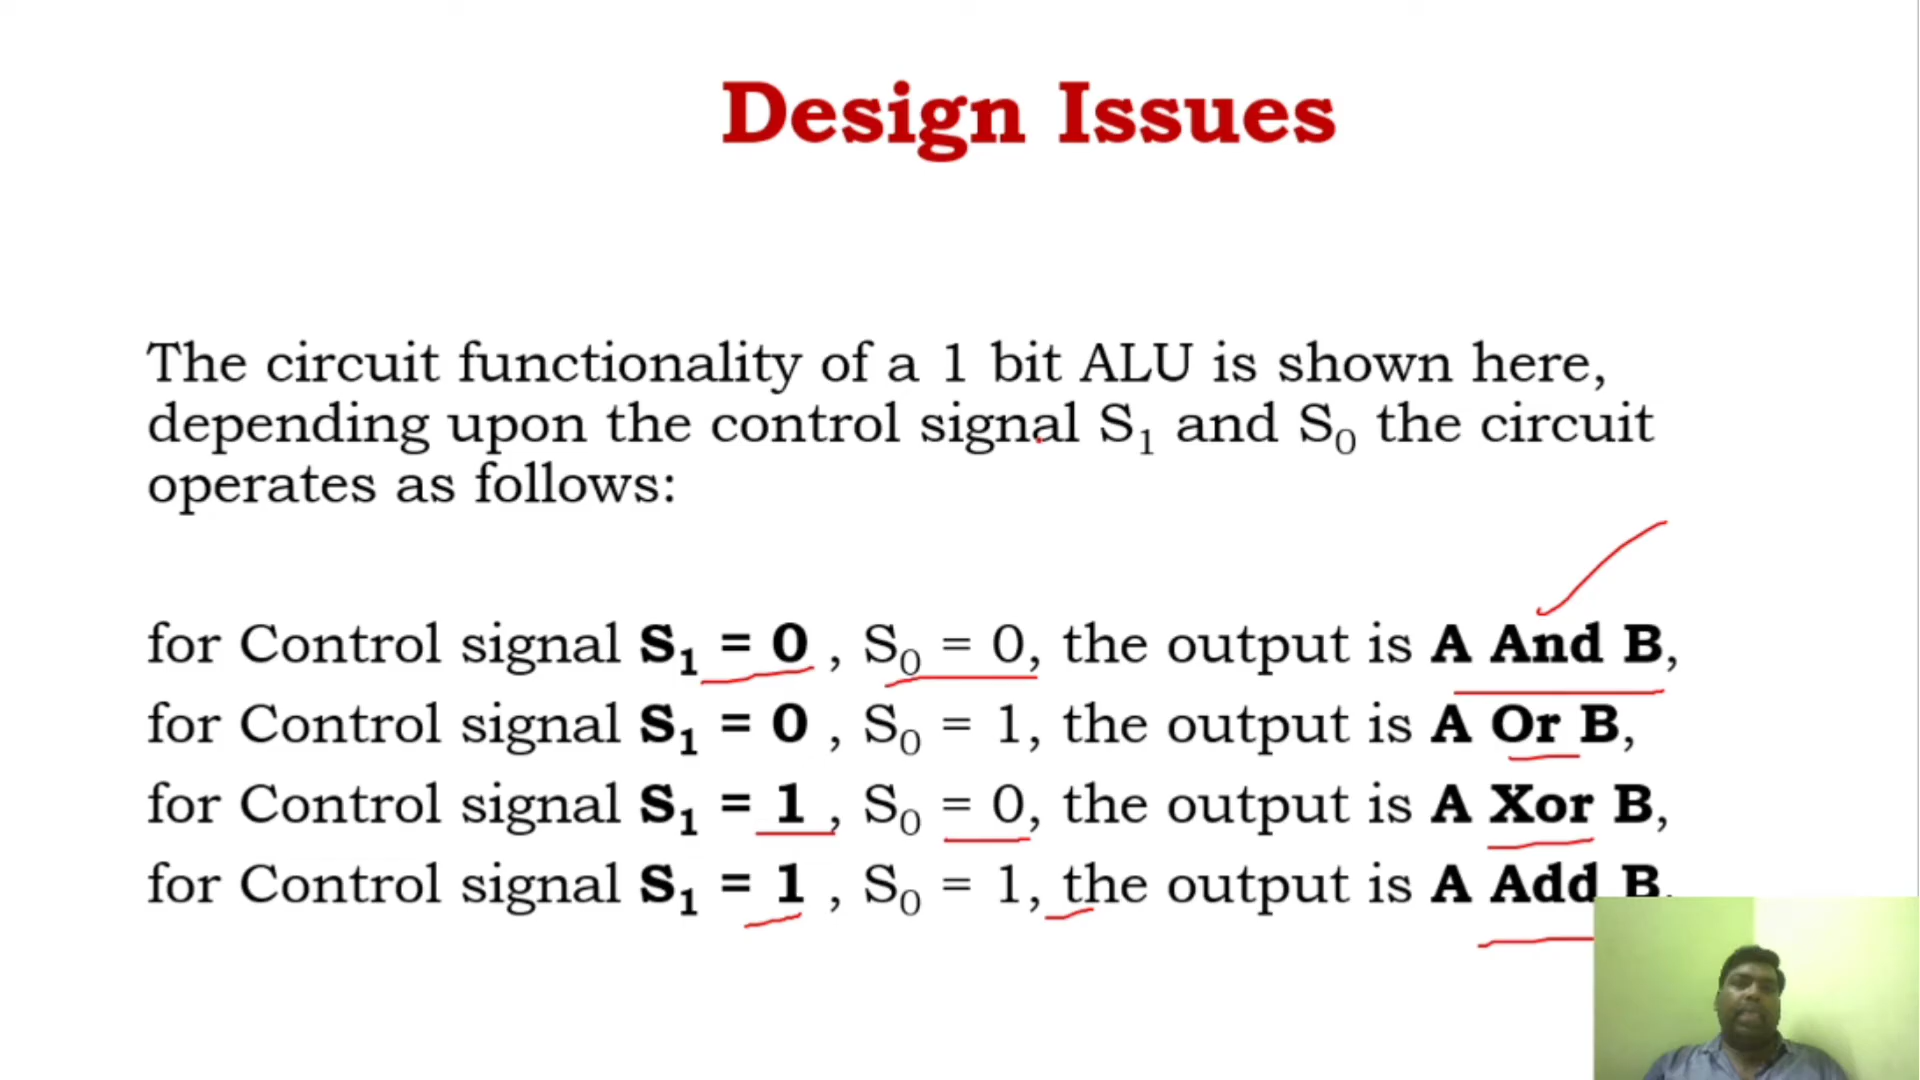 Design Issues
The circuit functionality of a 1 bit ALU is shown here,
depending upon the control signal S₁ and S₀ the circuit
operates as follows:
for Control signal S₁ = 0 , S₀ = 0, the output is A And B,
for Control signal S₁ = 0 , S₀ = 1, the output is A Or B,
for Control signal S₁ = 1 , S₀ = 0, the output is A Xor B,
for Control signal S₁ = 1 , S₀ = 1, the output is A Add B.